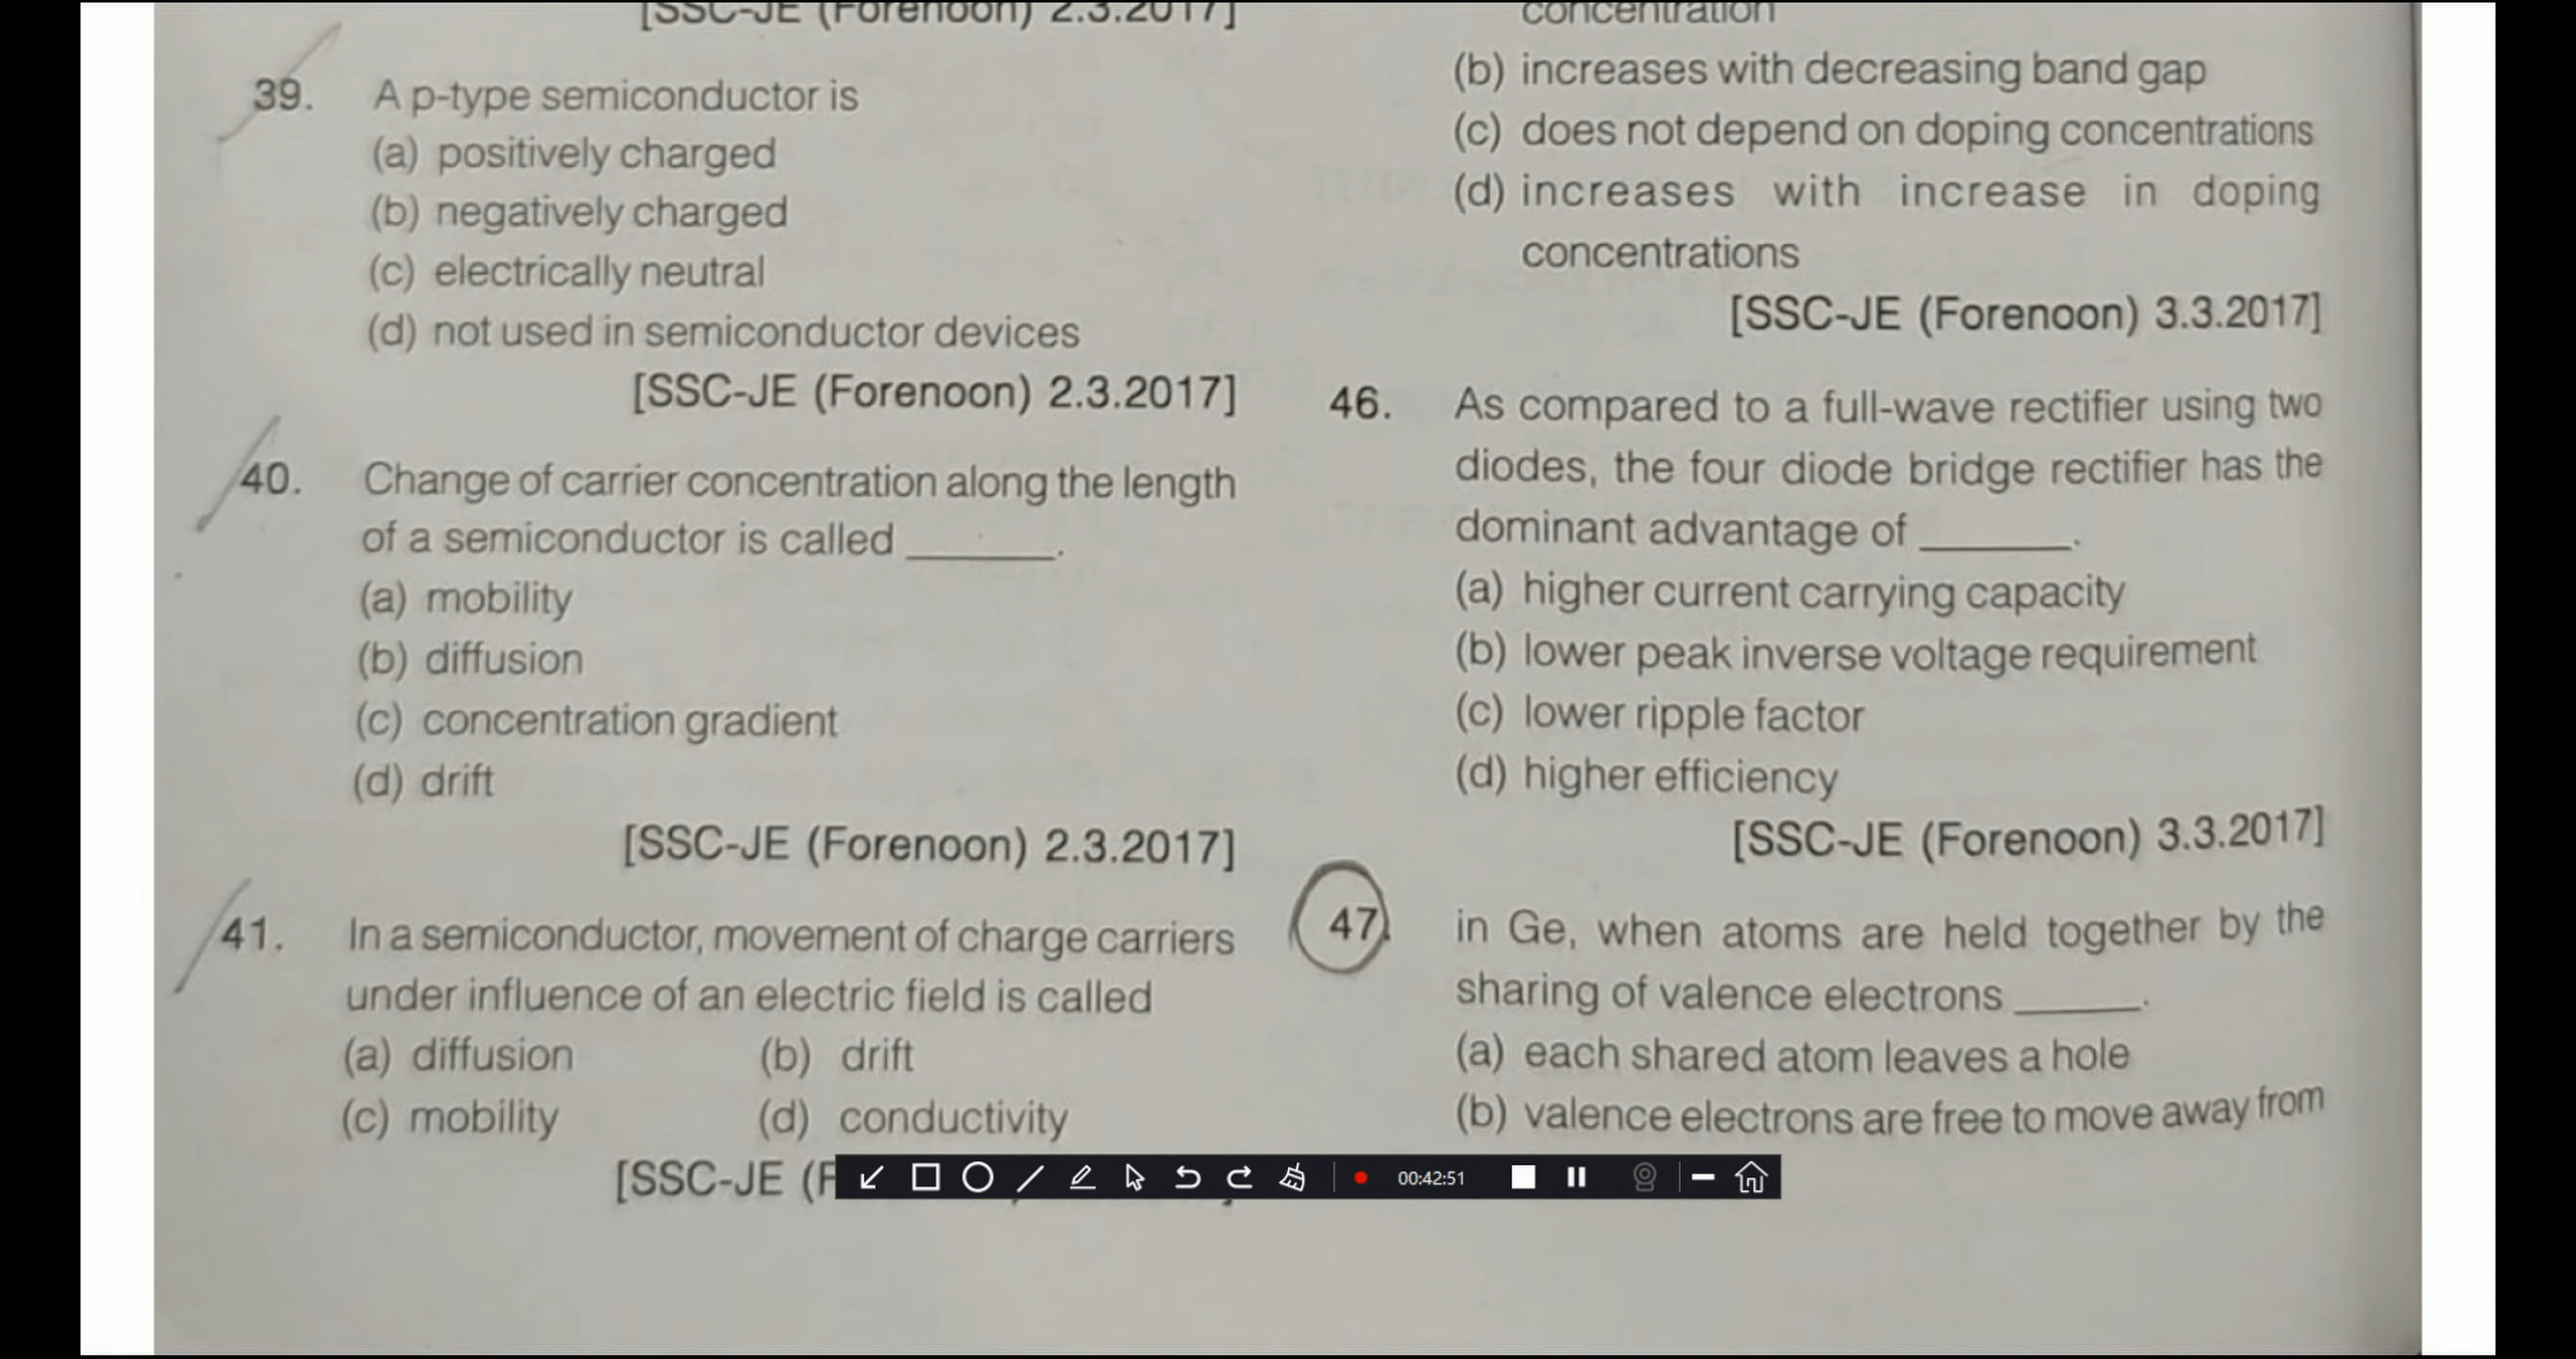 [SSC-JE (Forenoon) 2.3.2017]
39. A p-type semiconductor is
(a) positively charged
(b) negatively charged
(c) electrically neutral
(d) not used in semiconductor devices
[SSC-JE (Forenoon) 2.3.2017]
40. Change of carrier concentration along the length
of a semiconductor is called ______.
(a) mobility
(b) diffusion
(c) concentration gradient
(d) drift
[SSC-JE (Forenoon) 2.3.2017]
41. In a semiconductor, movement of charge carriers
under influence of an electric field is called
(a) diffusion (b) drift
(c) mobility (d) conductivity
[SSC-JE (F
concentration
(b) increases with decreasing band gap
(c) does not depend on doping concentrations
(d) increases with increase in doping
concentrations
[SSC-JE (Forenoon) 3.3.2017]
46. As compared to a full-wave rectifier using two
diodes, the four diode bridge rectifier has the
dominant advantage of ______.
(a) higher current carrying capacity
(b) lower peak inverse voltage requirement
(c) lower ripple factor
(d) higher efficiency
[SSC-JE (Forenoon) 3.3.2017]
47. in Ge, when atoms are held together by the
sharing of valence electrons ______.
(a) each shared atom leaves a hole
(b) valence electrons are free to move away from
00:42:51